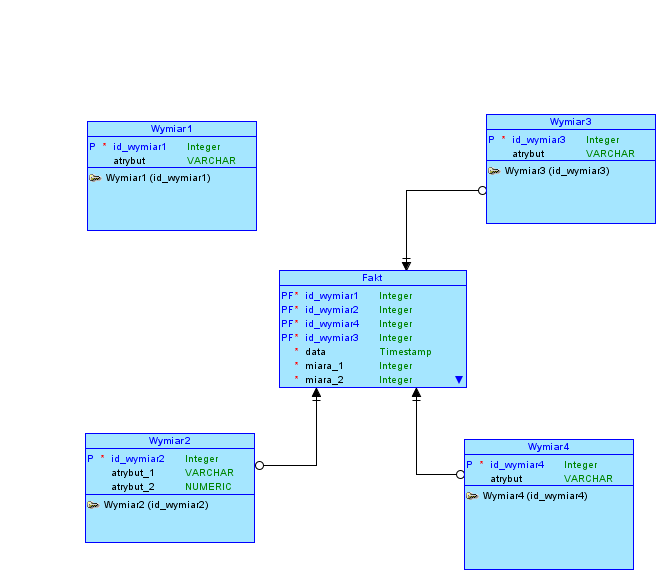 Wymiar1
P * id_wymiar1 Integer
atrybut VARCHAR
Wymiar1 (id_wymiar1)
Wymiar3
P * id_wymiar3 Integer
atrybut VARCHAR
Wymiar3 (id_wymiar3)
Fakt
PF* id_wymiar1 Integer
PF* id_wymiar2 Integer
PF* id_wymiar4 Integer
PF* id_wymiar3 Integer
* data Timestamp
* miara_1 Integer
* miara_2 Integer
Wymiar2
P * id_wymiar2 Integer
atrybut_1 VARCHAR
atrybut_2 NUMERIC
Wymiar2 (id_wymiar2)
Wymiar4
P * id_wymiar4 Integer
atrybut VARCHAR
Wymiar4 (id_wymiar4)